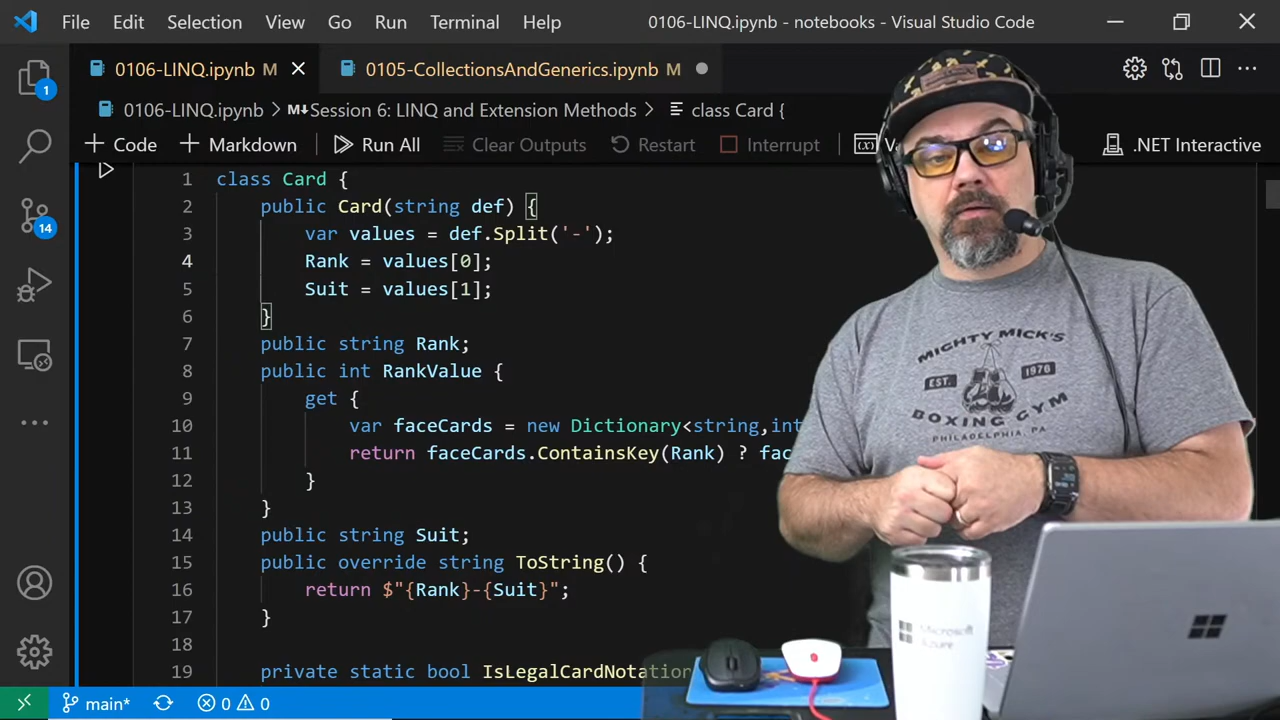 File Edit Selection View Go Run Terminal Help 0106-LINQ.ipynb - notebooks - Visual Studio Code
0106-LINQ.ipynb M 0105-CollectionsAndGenerics.ipynb M
1
0106-LINQ.ipynb > M↓Session 6: LINQ and Extension Methods > class Card {
+ Code + Markdown Run All Clear Outputs Restart Interrupt .NET Interactive
1 class Card {
2 public Card(string def) {
3 var values = def.Split('-');
4 Rank = values[0];
5 Suit = values[1];
6 }
7 public string Rank;
8 public int RankValue {
9 get {
10 var faceCards = new Dictionary<string,int
11 return faceCards.ContainsKey(Rank) ?
12 }
13 }
14 public string Suit;
15 public override string ToString() {
16 return $"{Rank}-{Suit}";
17 }
18
19 private static bool IsLegalCardNotation
14
main* 0 0
MIGHTY MICK'S
EST. 1970
BOXING GYM
PHILADELPHIA, PA
Microsoft
Azure